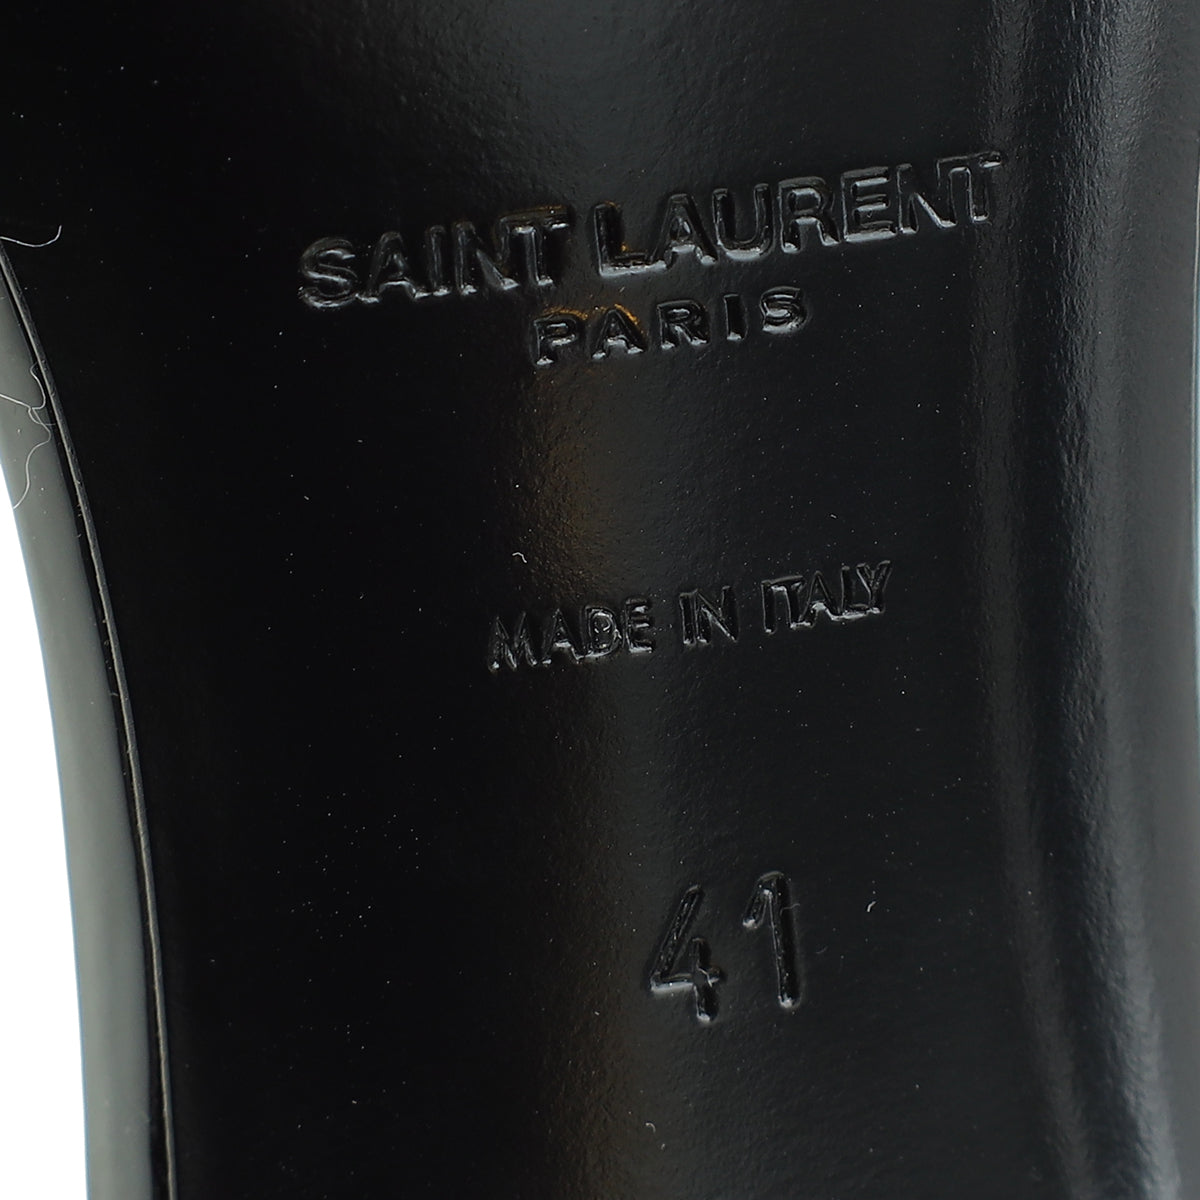 SAINT LAURENT
PARIS
MADE IN ITALY
41